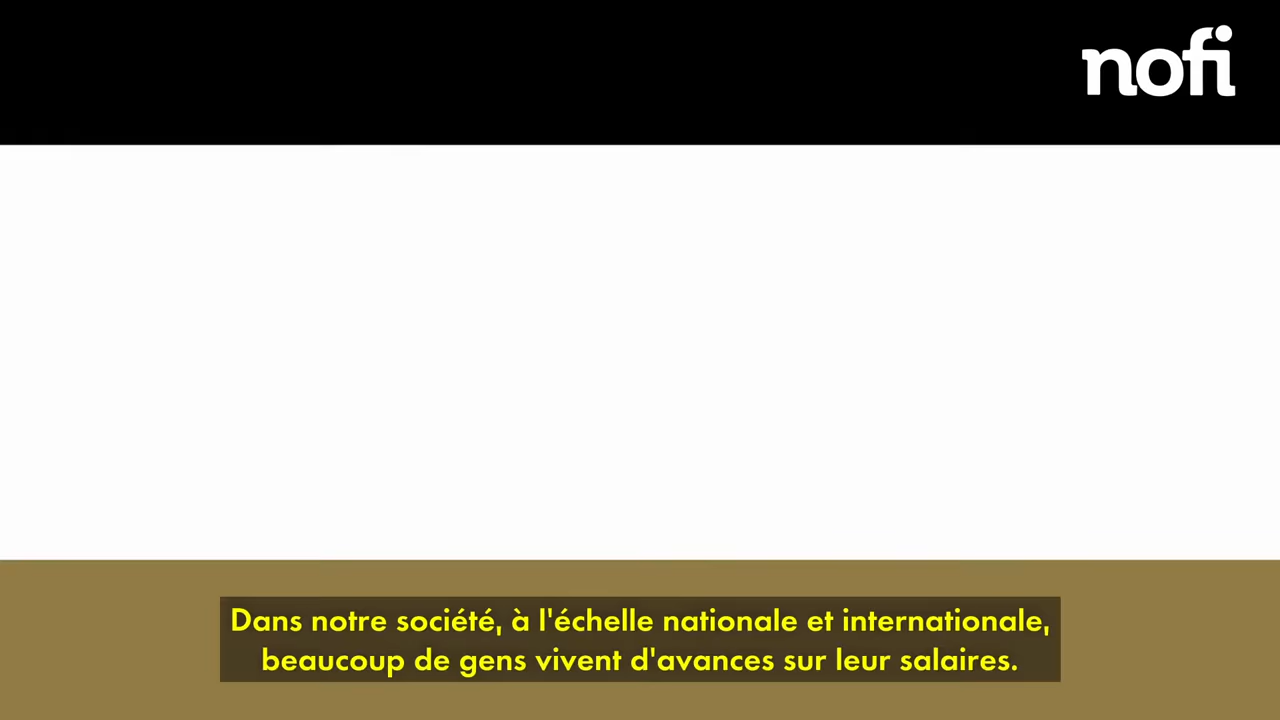 nofi
Dans notre société, à l'échelle nationale et internationale,
beaucoup de gens vivent d'avances sur leur salaires.